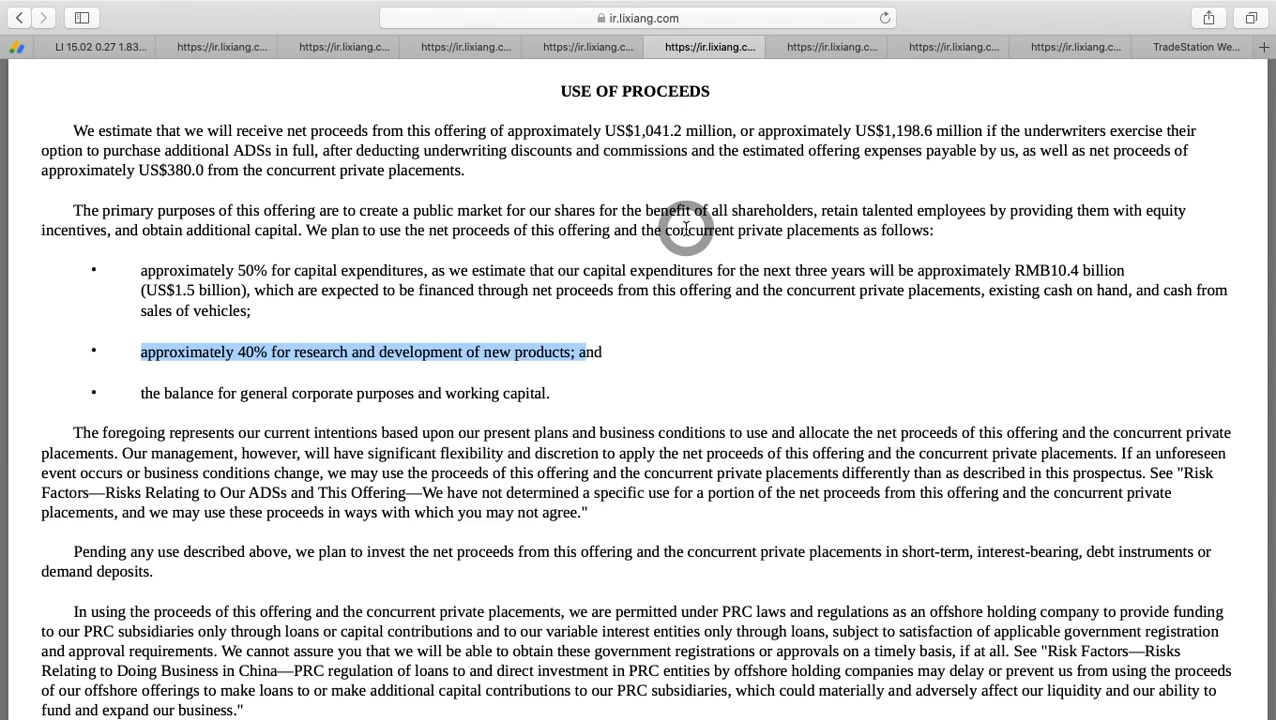 ir.lixiang.com
LI 15.02 0.27 1.83... https://ir.lixiang.c... https://ir.lixiang.c... https://ir.lixiang.c... https://ir.lixiang.c... https://ir.lixiang.c... https://ir.lixiang.c... https://ir.lixiang.c... https://ir.lixiang.c... TradeStation We...
USE OF PROCEEDS
We estimate that we will receive net proceeds from this offering of approximately US$1,041.2 million, or approximately US$1,198.6 million if the underwriters exercise their
option to purchase additional ADSs in full, after deducting underwriting discounts and commissions and the estimated offering expenses payable by us, as well as net proceeds of
approximately US$380.0 from the concurrent private placements.
The primary purposes of this offering are to create a public market for our shares for the benefit of all shareholders, retain talented employees by providing them with equity
incentives, and obtain additional capital. We plan to use the net proceeds of this offering and the concurrent private placements as follows:
• approximately 50% for capital expenditures, as we estimate that our capital expenditures for the next three years will be approximately RMB10.4 billion
(US$1.5 billion), which are expected to be financed through net proceeds from this offering and the concurrent private placements, existing cash on hand, and cash from
sales of vehicles;
• approximately 40% for research and development of new products; and
• the balance for general corporate purposes and working capital.
The foregoing represents our current intentions based upon our present plans and business conditions to use and allocate the net proceeds of this offering and the concurrent private
placements. Our management, however, will have significant flexibility and discretion to apply the net proceeds of this offering and the concurrent private placements. If an unforeseen
event occurs or business conditions change, we may use the proceeds of this offering and the concurrent private placements differently than as described in this prospectus. See "Risk
Factors—Risks Relating to Our ADSs and This Offering—We have not determined a specific use for a portion of the net proceeds from this offering and the concurrent private
placements, and we may use these proceeds in ways with which you may not agree."
Pending any use described above, we plan to invest the net proceeds from this offering and the concurrent private placements in short-term, interest-bearing, debt instruments or
demand deposits.
In using the proceeds of this offering and the concurrent private placements, we are permitted under PRC laws and regulations as an offshore holding company to provide funding
to our PRC subsidiaries only through loans or capital contributions and to our variable interest entities only through loans, subject to satisfaction of applicable government registration
and approval requirements. We cannot assure you that we will be able to obtain these government registrations or approvals on a timely basis, if at all. See "Risk Factors—Risks
Relating to Doing Business in China—PRC regulation of loans to and direct investment in PRC entities by offshore holding companies may delay or prevent us from using the proceeds
of our offshore offerings to make loans to or make additional capital contributions to our PRC subsidiaries, which could materially and adversely affect our liquidity and our ability to
fund and expand our business."